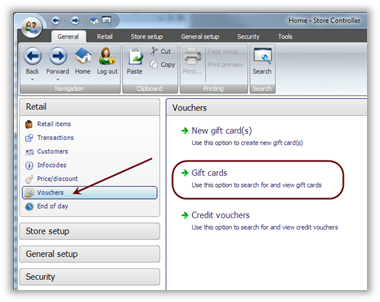 Home - Store Controller
General Retail Store setup General setup Security Tools
Back Forward Home Log out Paste Cut Copy Print... Page setup... Print preview Search
Navigation Clipboard Printing Search
Retail
Retail items
Transactions
Customers
Infocodes
Price/discount
Vouchers
End of day
Store setup
General setup
Security
Vouchers
New gift card(s)
Use this option to create new gift card(s)
Gift cards
Use this option to search for and view gift cards
Credit vouchers
Use this option to search for and view credit vouchers